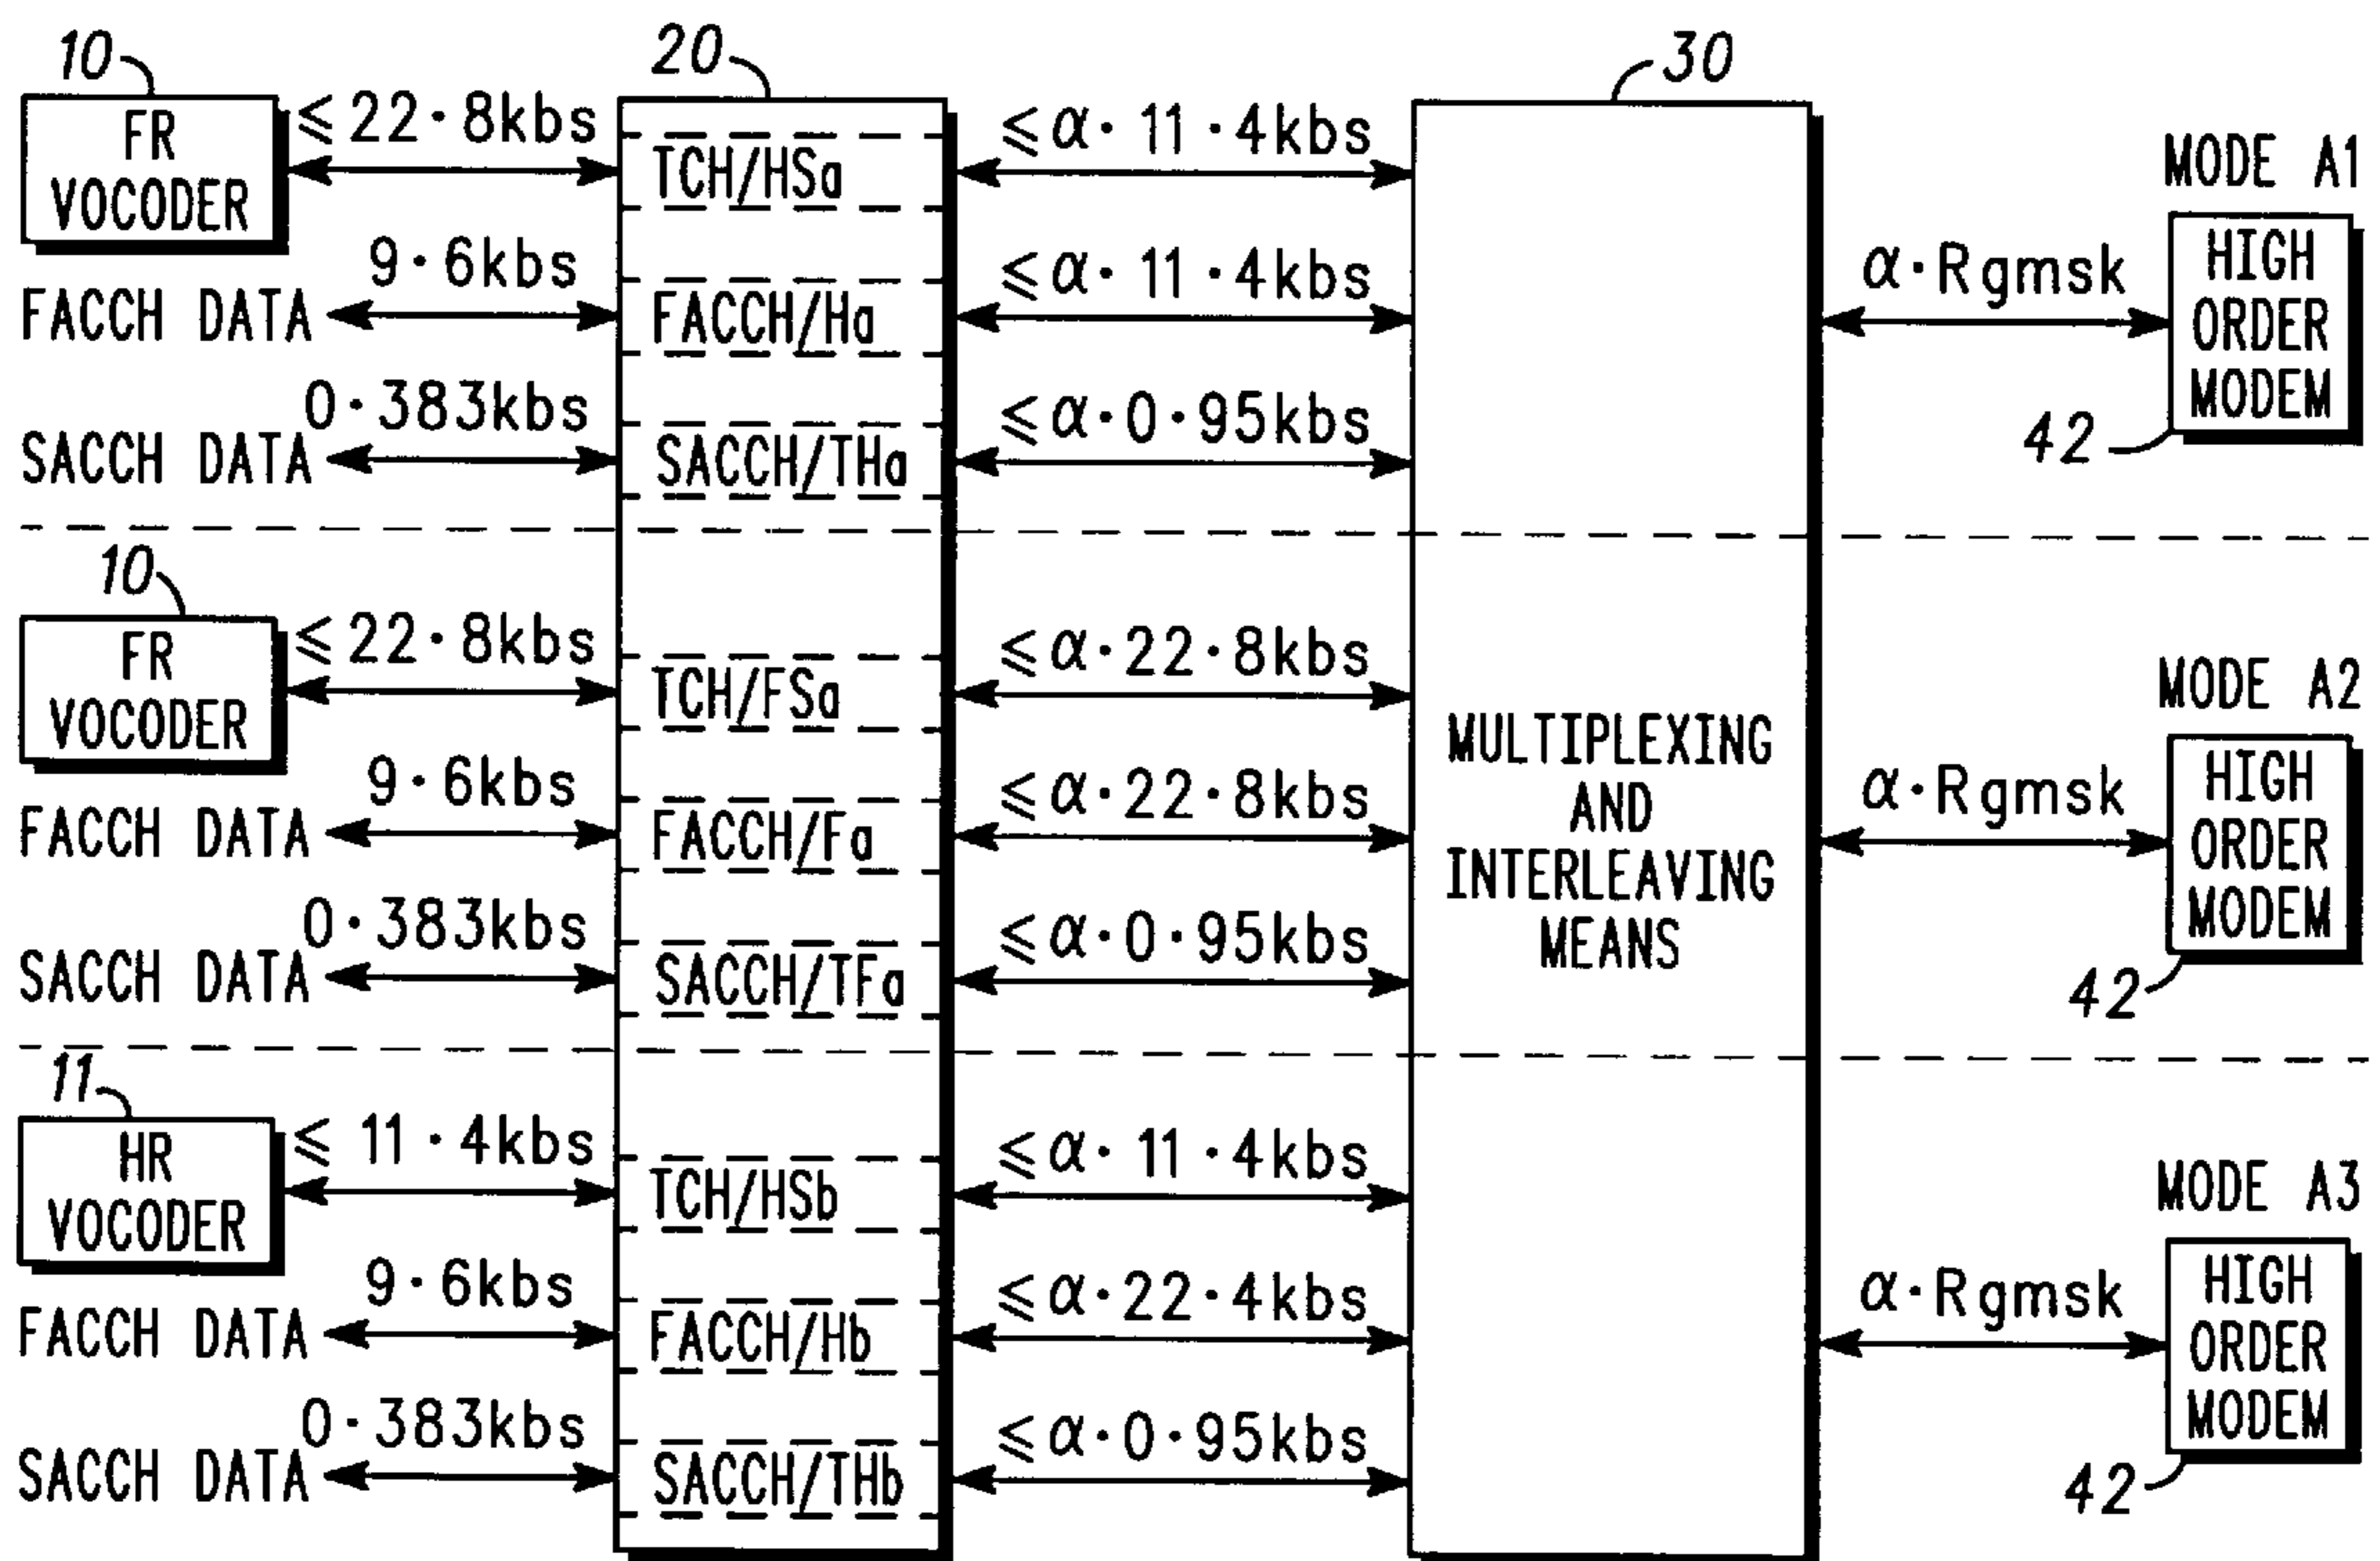 10
20
30
FR
VOCODER
≤ 22·8kbs
TCH/HSa
≤ α· 11·4kbs
MODE A1
FACCH DATA
9·6kbs
FACCH/Ha
≤ α· 11·4kbs
α·Rgmsk
HIGH
ORDER
MODEM
42
SACCH DATA
0·383kbs
SACCH/THa
≤ α·0·95kbs
10
FR
VOCODER
≤ 22·8kbs
TCH/FSa
≤ α·22·8kbs
MODE A2
FACCH DATA
9·6kbs
FACCH/Fa
≤ α·22·8kbs
MULTIPLEXING
AND
INTERLEAVING
MEANS
α·Rgmsk
HIGH
ORDER
MODEM
42
SACCH DATA
0·383kbs
SACCH/TFa
≤ α·0·95kbs
11
HR
VOCODER
≤ 11·4kbs
TCH/HSb
≤ α· 11·4kbs
MODE A3
FACCH DATA
9·6kbs
FACCH/Hb
≤ α·22·4kbs
α·Rgmsk
HIGH
ORDER
MODEM
42
SACCH DATA
0·383kbs
SACCH/THb
≤ α·0·95kbs